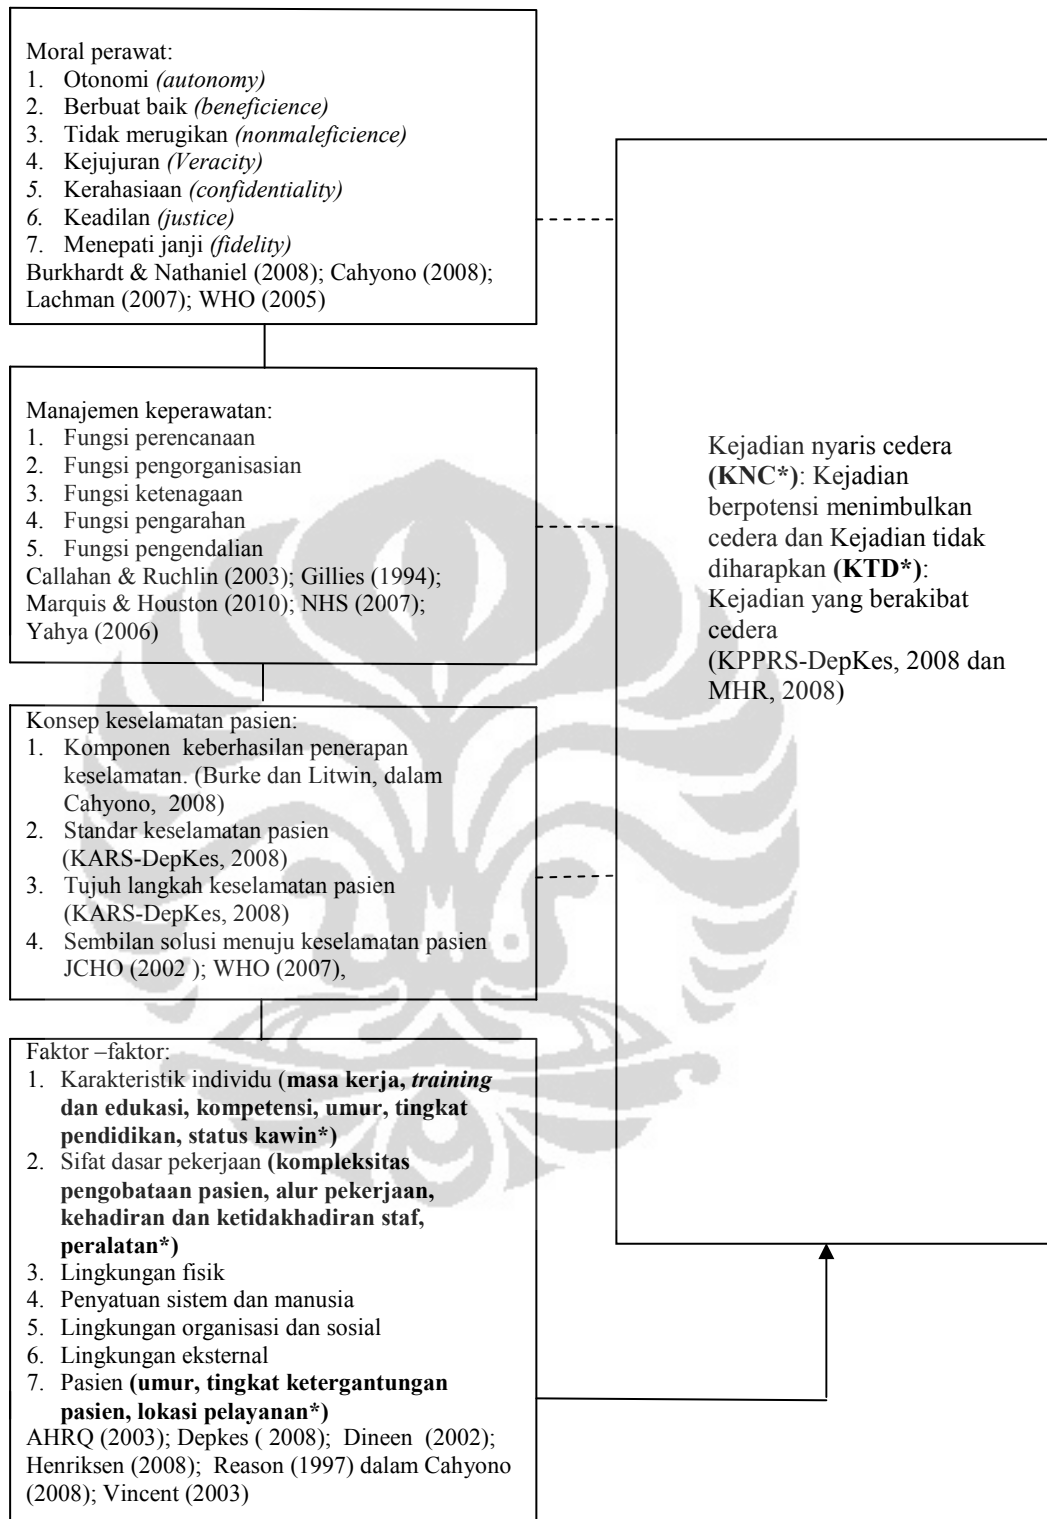 Moral perawat:
1. Otonomi (autonomy)
2. Berbuat baik (beneficience)
3. Tidak merugikan (nonmaleficience)
4. Kejujuran (Veracity)
5. Kerahasiaan (confidentiality)
6. Keadilan (justice)
7. Menepati janji (fidelity)
Burkhardt & Nathaniel (2008); Cahyono (2008);
Lachman (2007); WHO (2005)
Manajemen keperawatan:
1. Fungsi perencanaan
2. Fungsi pengorganisasian
3. Fungsi ketenagaan
4. Fungsi pengarahan
5. Fungsi pengendalian
Callahan & Ruchlin (2003); Gillies (1994);
Marquis & Houston (2010); NHS (2007);
Yahya (2006)
Konsep keselamatan pasien:
1. Komponen keberhasilan penerapan
keselamatan. (Burke dan Litwin, dalam
Cahyono, 2008)
2. Standar keselamatan pasien
(KARS-DepKes, 2008)
3. Tujuh langkah keselamatan pasien
(KARS-DepKes, 2008)
4. Sembilan solusi menuju keselamatan pasien
JCHO (2002 ); WHO (2007),
Faktor –faktor:
1. Karakteristik individu (masa kerja, training
dan edukasi, kompetensi, umur, tingkat
pendidikan, status kawin*)
2. Sifat dasar pekerjaan (kompleksitas
pengobataan pasien, alur pekerjaan,
kehadiran dan ketidakhadiran staf,
peralatan*)
3. Lingkungan fisik
4. Penyatuan sistem dan manusia
5. Lingkungan organisasi dan sosial
6. Lingkungan eksternal
7. Pasien (umur, tingkat ketergantungan
pasien, lokasi pelayanan*)
AHRQ (2003); Depkes ( 2008); Dineen (2002);
Henriksen (2008); Reason (1997) dalam Cahyono
(2008); Vincent (2003)
Kejadian nyaris cedera
(KNC*): Kejadian
berpotensi menimbulkan
cedera dan Kejadian tidak
diharapkan (KTD*):
Kejadian yang berakibat
cedera
(KPPRS-DepKes, 2008 dan
MHR, 2008)